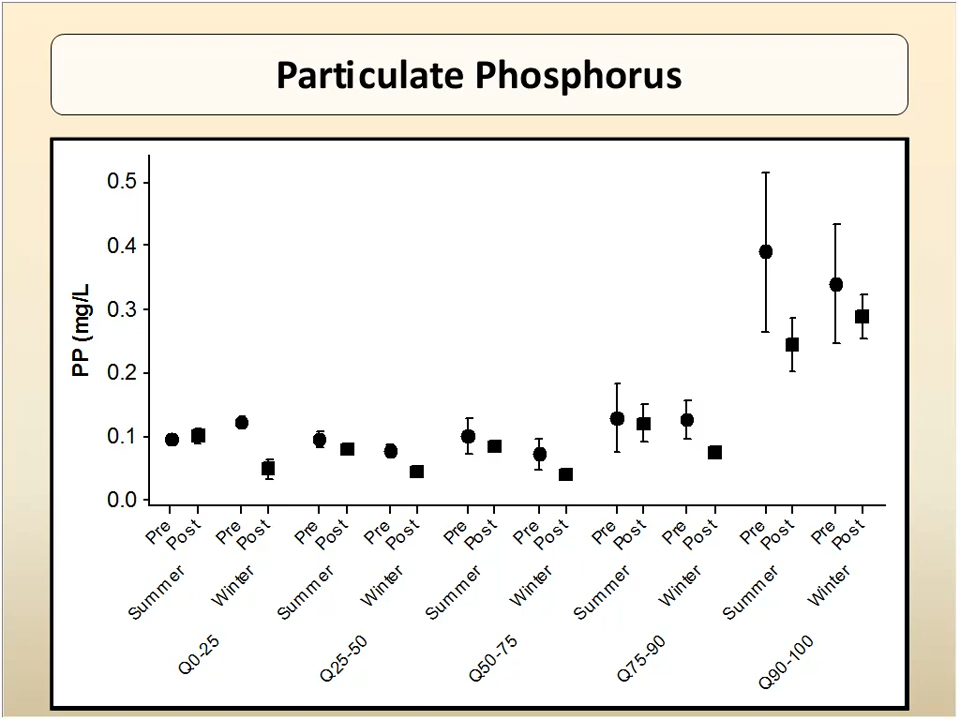 Particulate Phosphorus
PP (mg/L
0.5
0.4
0.3
0.2
0.1
0.0
Pre Post Pre Post Pre Post Pre Post Pre Post Pre Post Pre Post Pre Post Pre Post Pre Post
Summer Winter Summer Winter Summer Winter Summer Winter Summer Winter
Q0-25 Q25-50 Q50-75 Q75-90 Q90-100